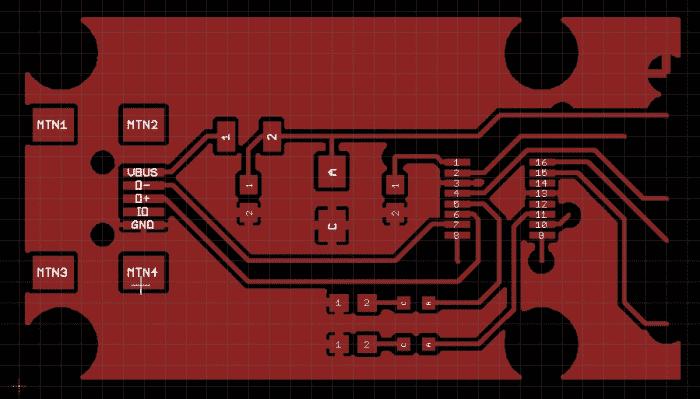 MTN1 MTN2
1 2
VBUS
D-
D+
ID
GND
1 A 1
2 C 2
1 16
2 15
3 14
4 13
5 12
6 11
7 10
8 9
MTN3 MTN4
1 2 C A
1 2 C A